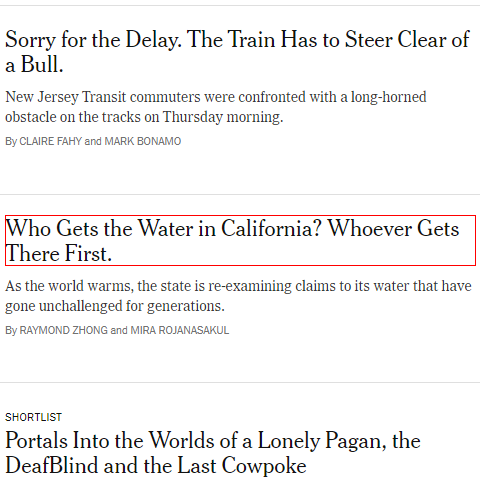 Sorry for the Delay. The Train Has to Steer Clear of
a Bull.
New Jersey Transit commuters were confronted with a long-horned
obstacle on the tracks on Thursday morning.
By CLAIRE FAHY and MARK BONAMO
Who Gets the Water in California? Whoever Gets
There First.
As the world warms, the state is re-examining claims to its water that have
gone unchallenged for generations.
By RAYMOND ZHONG and MIRA ROJANASAKUL
SHORTLIST
Portals Into the Worlds of a Lonely Pagan, the
DeafBlind and the Last Cowpoke